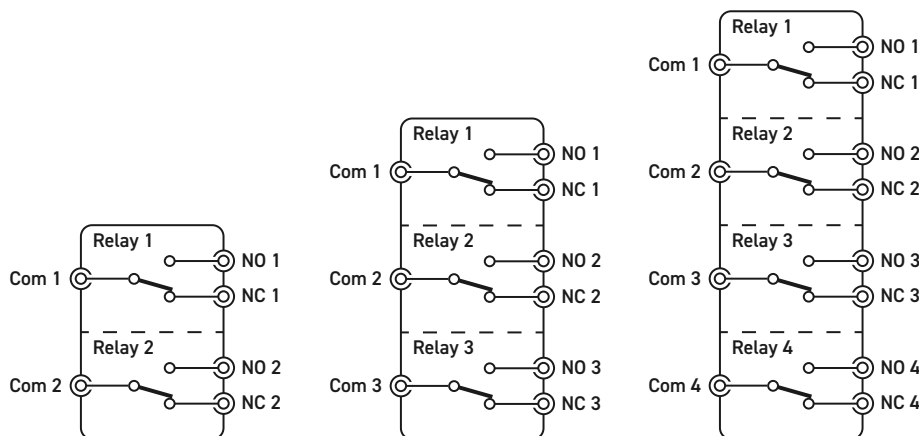 Relay 1
Com 1
NO 1
NC 1
Relay 2
Com 2
NO 2
NC 2
Relay 1
Com 1
NO 1
NC 1
Relay 2
Com 2
NO 2
NC 2
Relay 3
Com 3
NO 3
NC 3
Relay 1
Com 1
NO 1
NC 1
Relay 2
Com 2
NO 2
NC 2
Relay 3
Com 3
NO 3
NC 3
Relay 4
Com 4
NO 4
NC 4